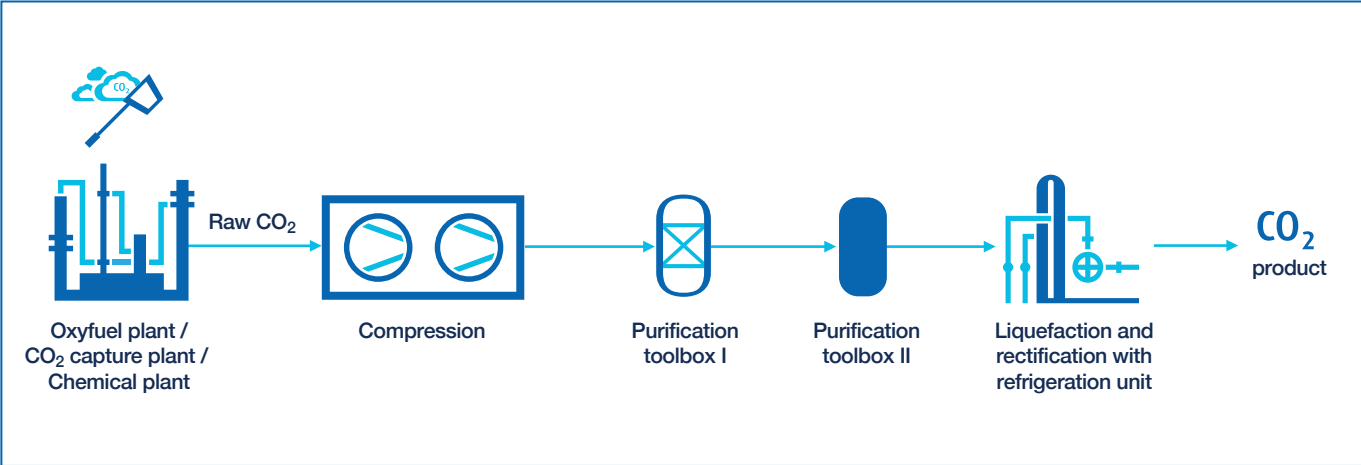 CO₂
Raw CO₂
CO₂
product
Oxyfuel plant /
CO₂ capture plant /
Chemical plant
Compression
Purification
toolbox I
Purification
toolbox II
Liquefaction and
rectification with
refrigeration unit